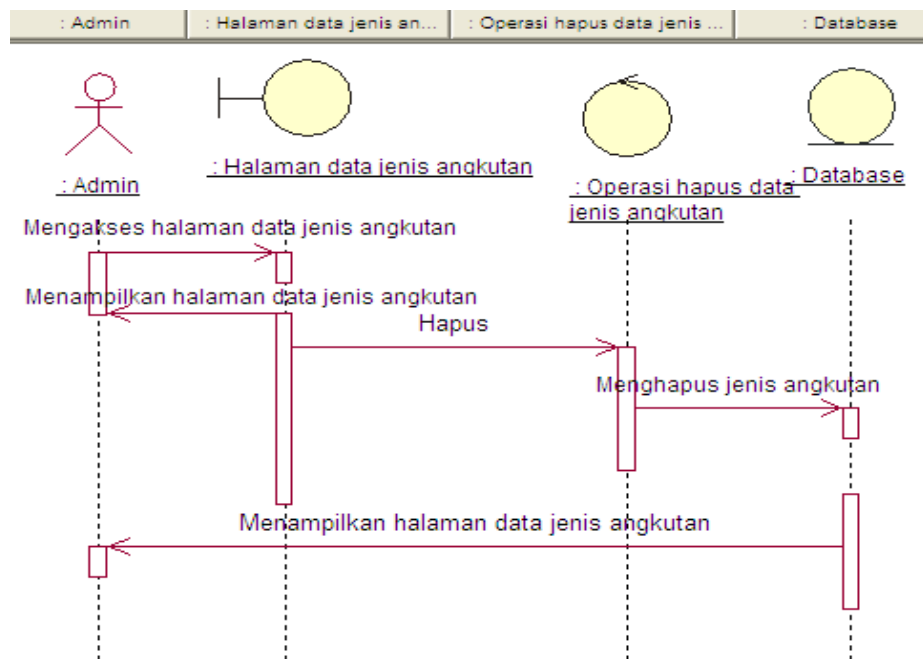 : Admin
: Halaman data jenis an...
: Operasi hapus data jenis ...
: Database
: Admin
: Halaman data jenis angkutan
: Operasi hapus data
jenis angkutan
: Database
Mengakses halaman data jenis angkutan
Menampilkan halaman data jenis angkutan
Hapus
Menghapus jenis angkutan
Menampilkan halaman data jenis angkutan